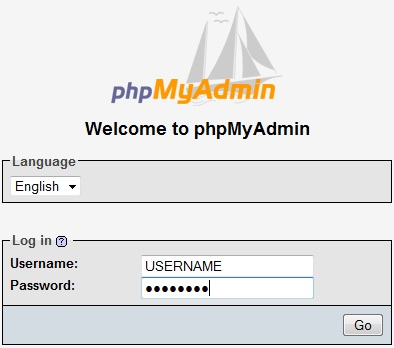 phpMyAdmin
Welcome to phpMyAdmin
Language
English
Log in ?
Username: USERNAME
Password: ●●●●●●●●
Go